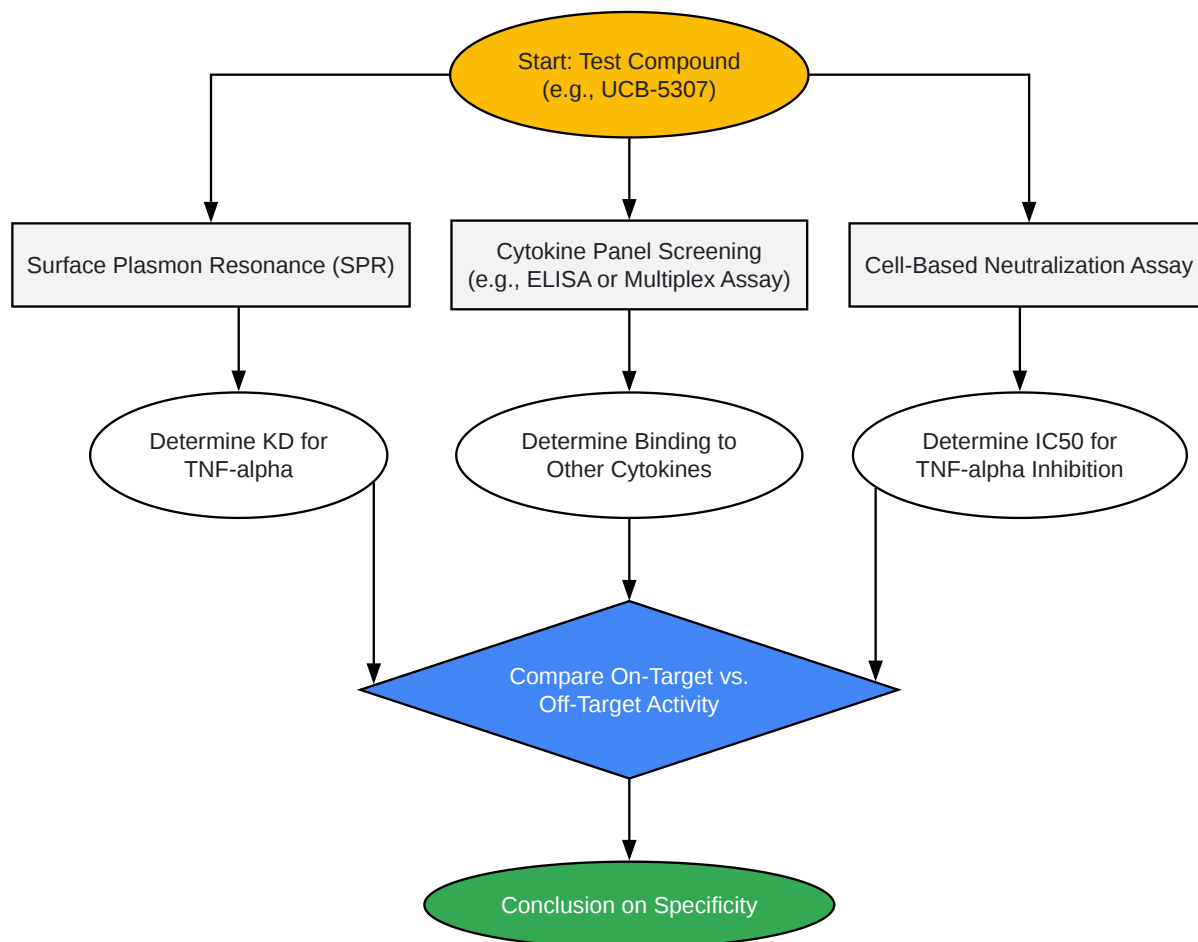 Start: Test Compound
(e.g., UCB-5307)
Surface Plasmon Resonance (SPR)
Cytokine Panel Screening
(e.g., ELISA or Multiplex Assay)
Cell-Based Neutralization Assay
Determine KD for
TNF-alpha
Determine Binding to
Other Cytokines
Determine IC50 for
TNF-alpha Inhibition
Compare On-Target vs.
Off-Target Activity
Conclusion on Specificity